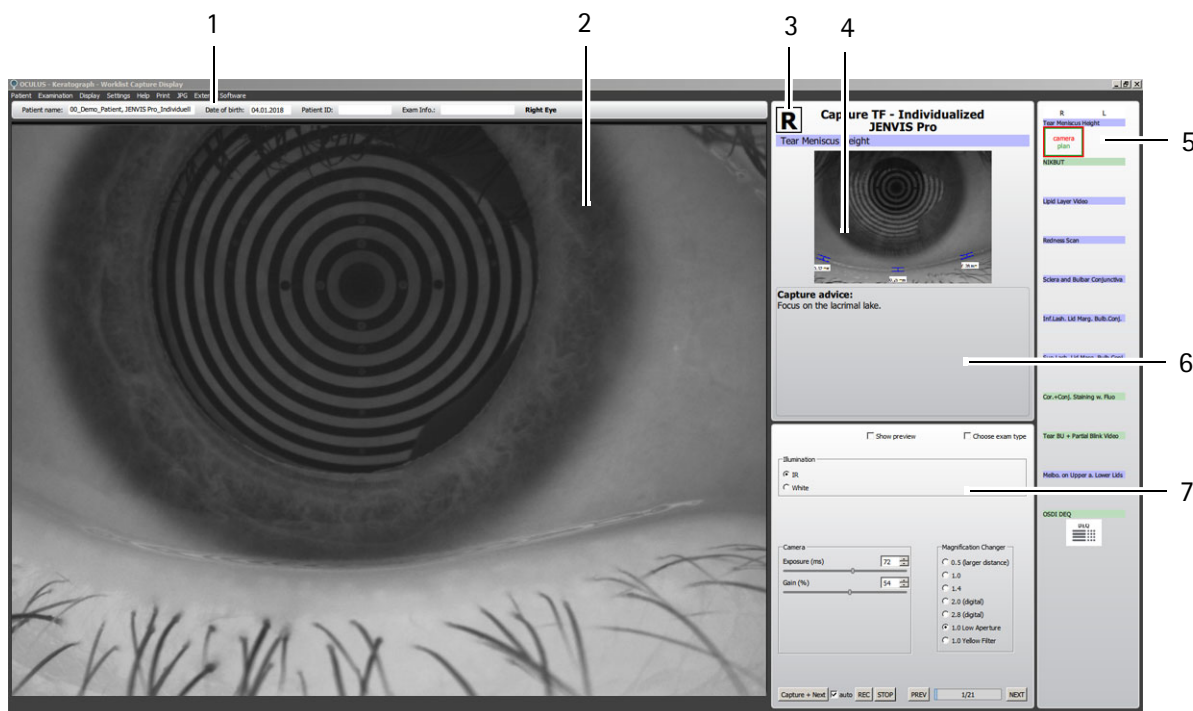 1
2
3
4
OCULUS - Keratograph - Worklist Capture Display
Patient Examination Display Settings Help Print JPG Extern Software
Patient name: 00_Demo_Patient, JENVIS Pro_Individuell Date of birth: 04.01.2018 Patient ID: Exam Info.: Right Eye
R
Capture TF - Individualized
JENVIS Pro
Tear Meniscus Height
Capture advice:
Focus on the lacrimal lake.
Show preview
Choose exam type
Illumination
IR
White
Camera
Exposure (ms) 72
Gain (%) 54
Magnification Changer
0.5 (larger distance)
1.0
1.4
2.0 (digital)
2.8 (digital)
1.0 Low Aperture
1.0 Yellow Filter
Capture + Next auto REC STOP PREV 1/21 NEXT
R L
Tear Meniscus Height
camera
plan
5
NIKBUT
Lipid Layer Video
Redness Scan
Sclera and Bulbar Conjunctiva
Inf.Lash. Lid Marg. Bulb.Conj.
6
Cor.+Conj. Staining w. Fluo
Tear BU + Partial Blink Video
Meibo. on Upper a. Lower Lids
7
OSDI DEQ